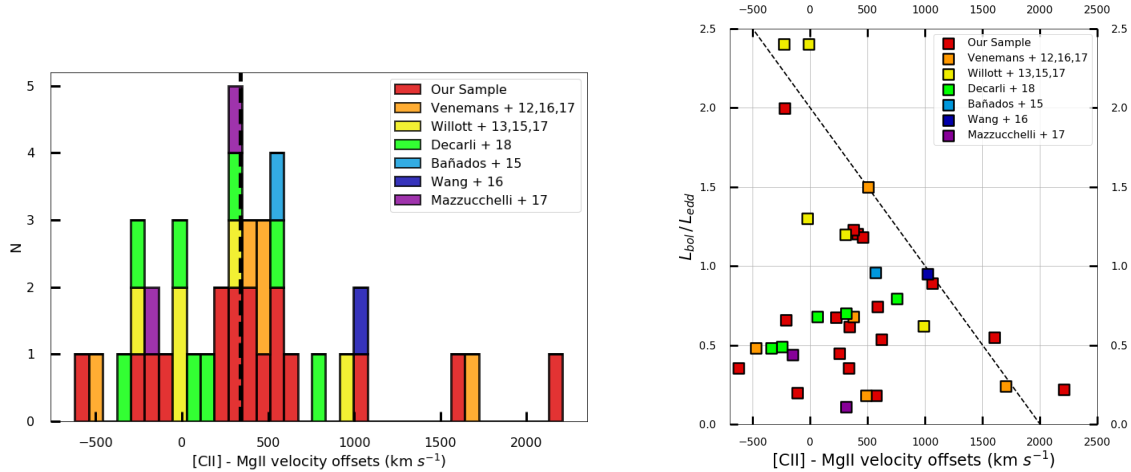 5
4
3
2
1
0
N
Our Sample
Venemans + 12,16,17
Willott + 13,15,17
Decarli + 18
Bañados + 15
Wang + 16
Mazzucchelli + 17
−500 0 500 1000 1500 2000
[CII] - MgII velocity offsets (km s⁻¹)
−500 0 500 1000 1500 2000 2500
2.5 2.5
2.0 2.0
1.5 1.5
1.0 1.0
0.5 0.5
0.0 0.0
L_bol / L_edd
Our Sample
Venemans + 12,16,17
Willott + 13,15,17
Decarli + 18
Bañados + 15
Wang + 16
Mazzucchelli + 17
−500 0 500 1000 1500 2000 2500
[CII] - MgII velocity offsets (km s⁻¹)